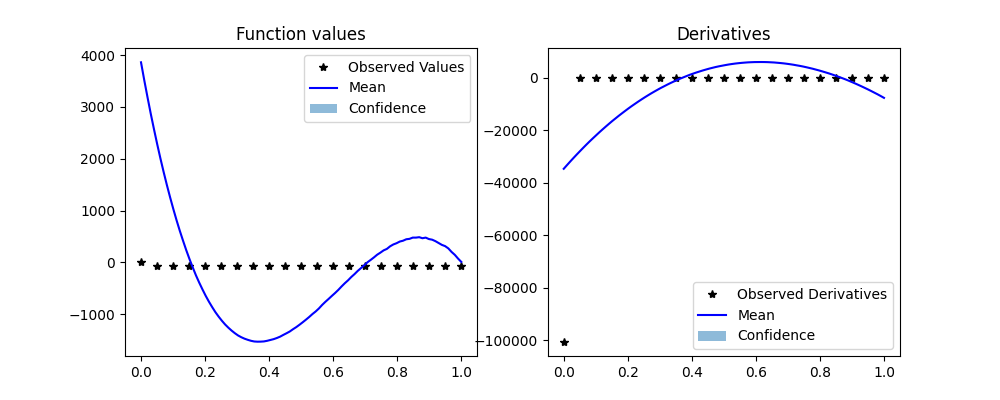 Function values
4000
3000
2000
1000
0
−1000
0.0 0.2 0.4 0.6 0.8 1.0
Observed Values
Mean
Confidence
Derivatives
0
−20000
−40000
−60000
−80000
−100000
0.0 0.2 0.4 0.6 0.8 1.0
Observed Derivatives
Mean
Confidence